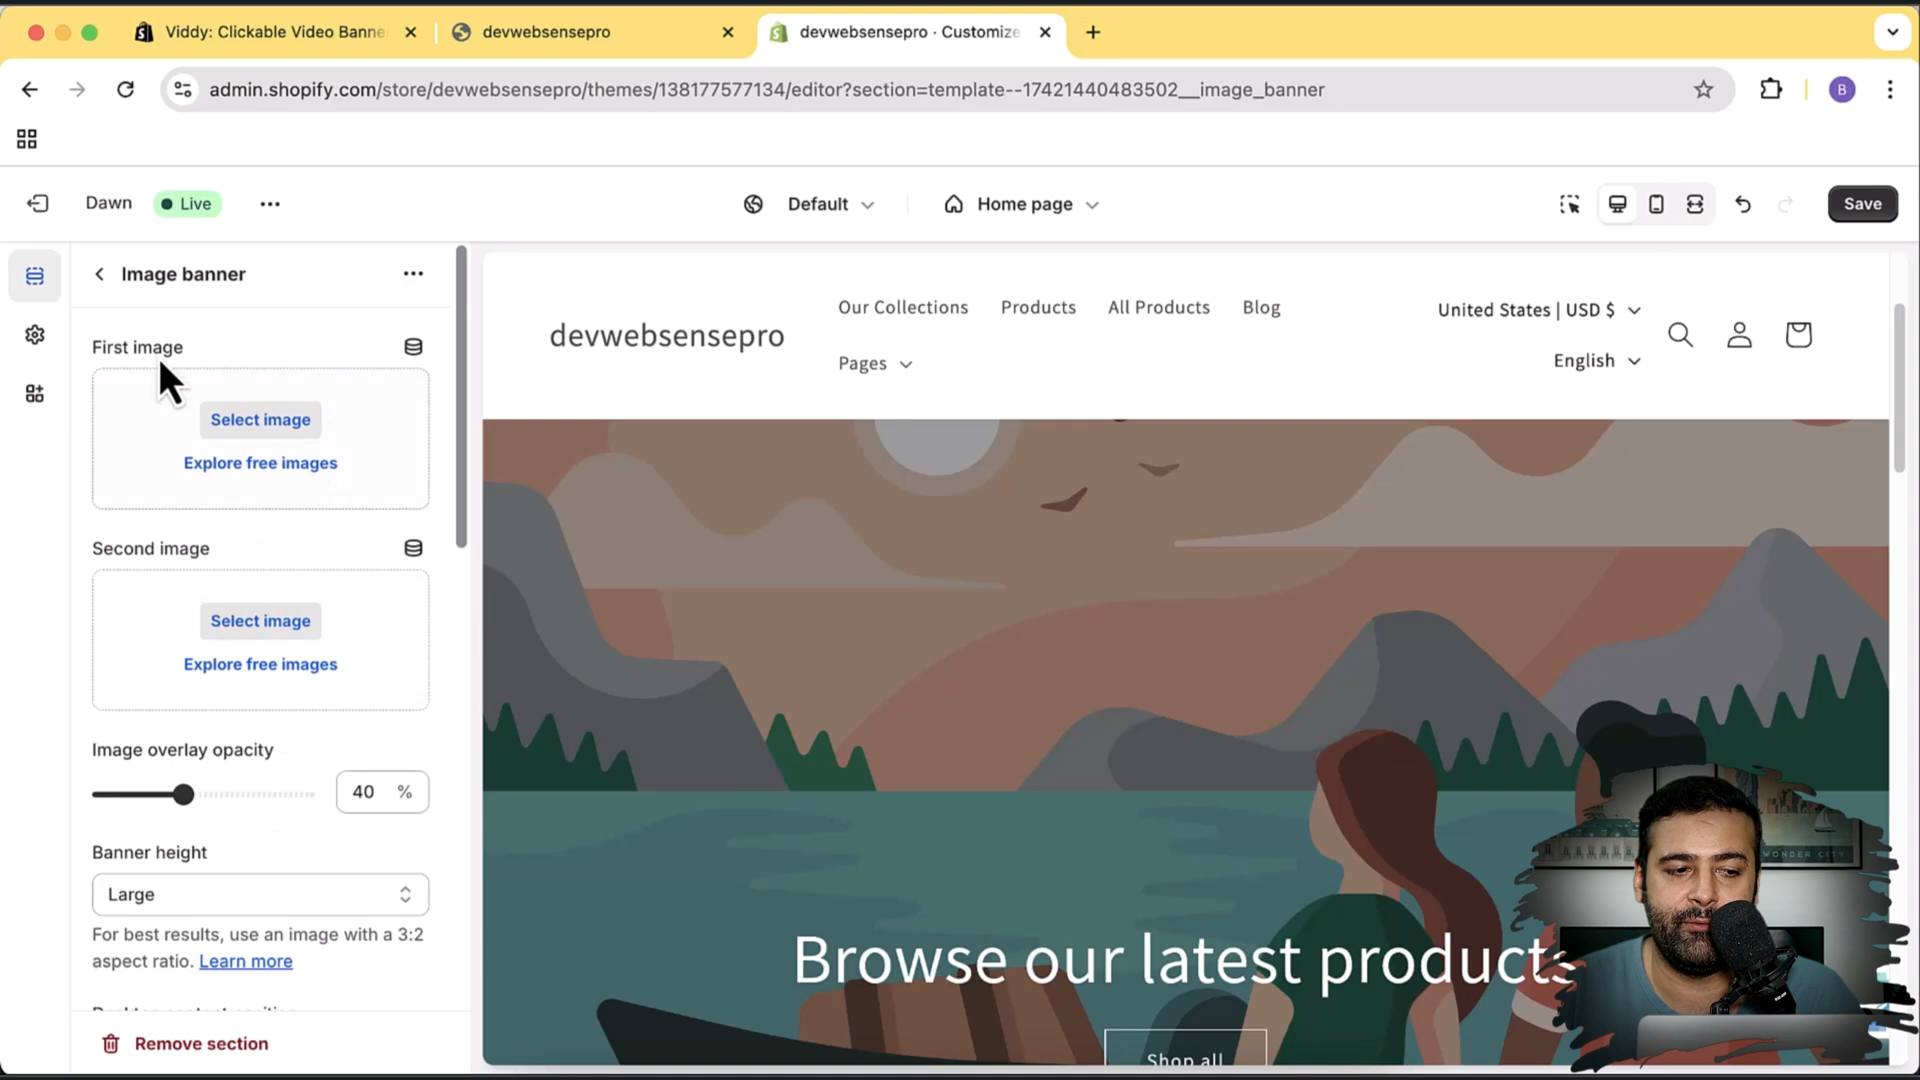 Viddy: Clickable Video Banne
devwebsensepro
devwebsensepro · Customize
admin.shopify.com/store/devwebsensepro/themes/138177577134/editor?section=template--17421440483502__image_banner
B
Dawn
Live
Default
Home page
Save
Image banner
First image
Select image
Explore free images
Second image
Select image
Explore free images
Image overlay opacity
40 %
Banner height
Large
For best results, use an image with a 3:2
aspect ratio. Learn more
Remove section
devwebsensepro
Our Collections
Products
All Products
Blog
Pages
United States | USD $
English
Browse our latest products
Shop all
WONDER CITY